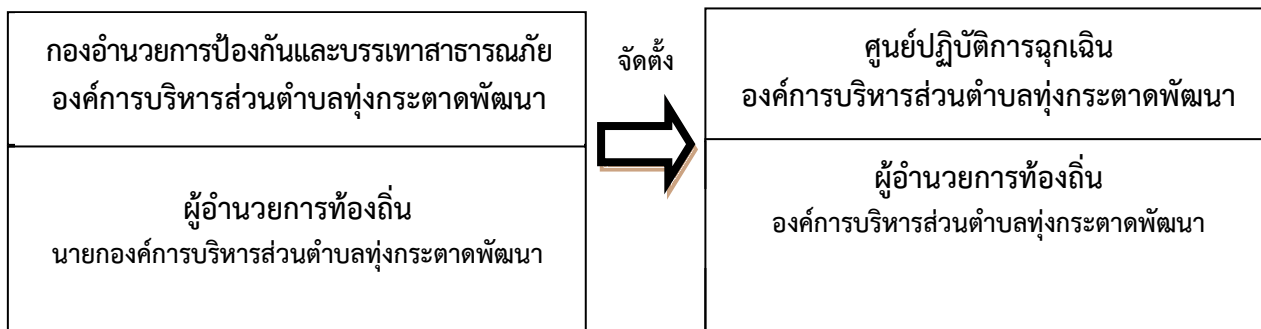 กองอำนวยการป้องกันและบรรเทาสาธารณภัย
องค์การบริหารส่วนตำบลทุ่งกระตาดพัฒนา
ผู้อำนวยการท้องถิ่น
นายกองค์การบริหารส่วนตำบลทุ่งกระตาดพัฒนา
จัดตั้ง
ศูนย์ปฏิบัติการฉุกเฉิน
องค์การบริหารส่วนตำบลทุ่งกระตาดพัฒนา
ผู้อำนวยการท้องถิ่น
องค์การบริหารส่วนตำบลทุ่งกระตาดพัฒนา